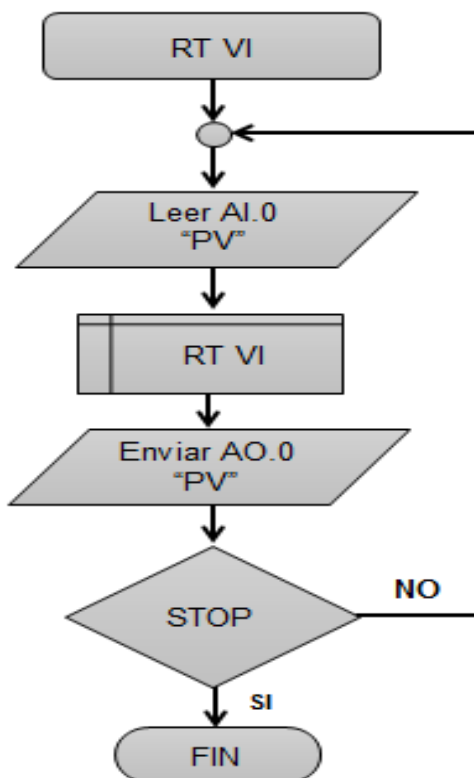 RT VI
Leer AI.0
“PV”
RT VI
Enviar AO.0
“PV”
STOP
NO
SI
FIN